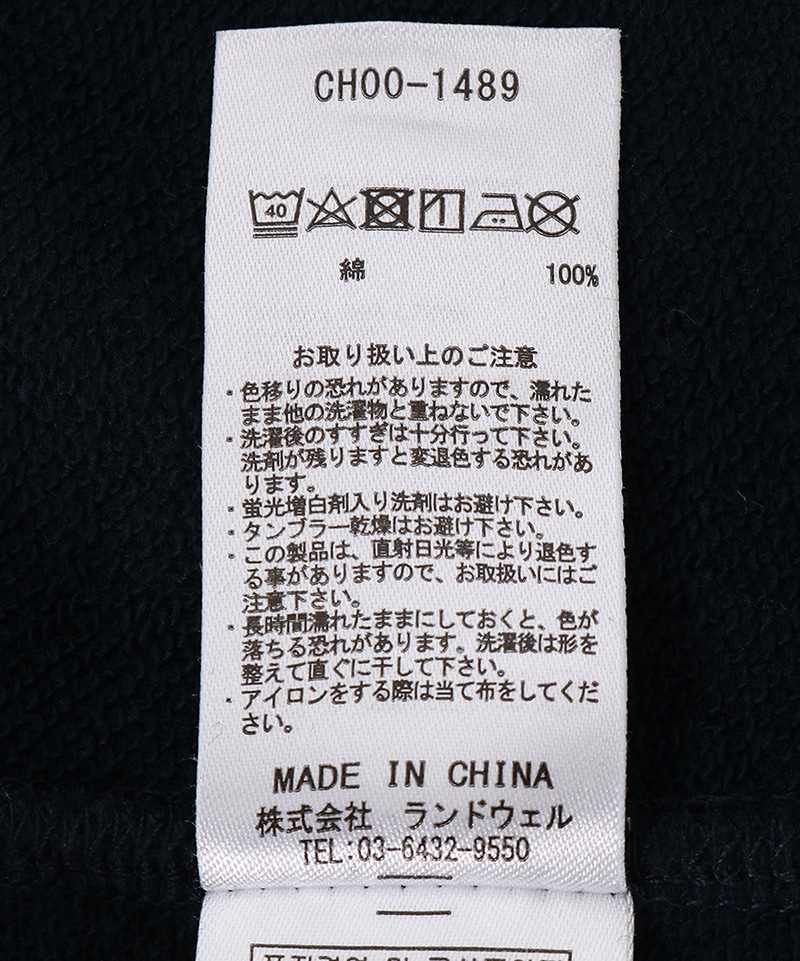 CH00-1489
40
綿 100%
お取り扱い上のご注意
・色移りの恐れがありますので、濡れた
まま他の洗濯物と重ねないで下さい。
・洗濯後のすすぎは十分行って下さい。
洗剤が残りますと変退色する恐れがあ
ります。
・蛍光増白剤入り洗剤はお避け下さい。
・タンブラー乾燥はお避け下さい。
・この製品は、直射日光等により退色す
る事がありますので、お取扱いにはご
注意下さい。
・長時間濡れたままにしておくと、色が
落ちる恐れがあります。洗濯後は形を
整えて直ぐに干して下さい。
・アイロンをする際は当て布をしてくだ
さい。
MADE IN CHINA
株式会社 ランドウェル
TEL:03-6432-9550